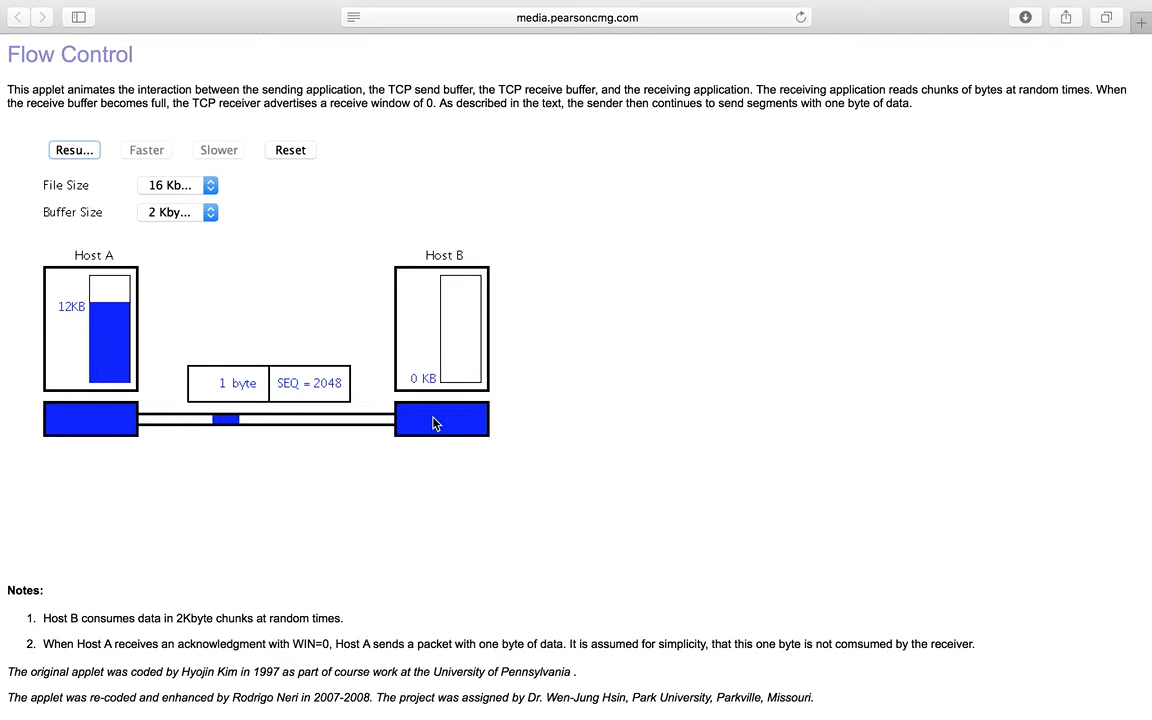 media.pearsoncmg.com
Flow Control
This applet animates the interaction between the sending application, the TCP send buffer, the TCP receive buffer, and the receiving application. The receiving application reads chunks of bytes at random times. When
the receive buffer becomes full, the TCP receiver advertises a receive window of 0. As described in the text, the sender then continues to send segments with one byte of data.
Resu... Faster Slower Reset
File Size 16 Kb...
Buffer Size 2 Kby...
Host A Host B
12KB
0 KB
1 byte SEQ = 2048
Notes:
1. Host B consumes data in 2Kbyte chunks at random times.
2. When Host A receives an acknowledgment with WIN=0, Host A sends a packet with one byte of data. It is assumed for simplicity, that this one byte is not comsumed by the receiver.
The original applet was coded by Hyojin Kim in 1997 as part of course work at the University of Pennsylvania .
The applet was re-coded and enhanced by Rodrigo Neri in 2007-2008. The project was assigned by Dr. Wen-Jung Hsin, Park University, Parkville, Missouri.